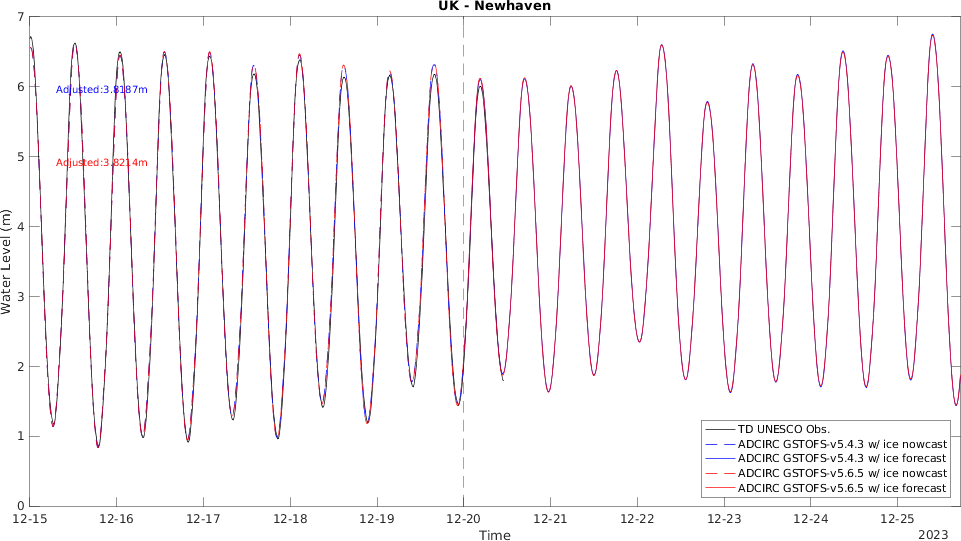 UK - Newhaven
7
6
5
4
3
2
1
0
Water Level (m)
Adjusted:3.8187m
Adjusted:3.8214m
TD UNESCO Obs.
ADCIRC GSTOFS-v5.4.3 w/ ice nowcast
ADCIRC GSTOFS-v5.4.3 w/ ice forecast
ADCIRC GSTOFS-v5.6.5 w/ ice nowcast
ADCIRC GSTOFS-v5.6.5 w/ ice forecast
12-15 12-16 12-17 12-18 12-19 12-20 12-21 12-22 12-23 12-24 12-25
Time
2023